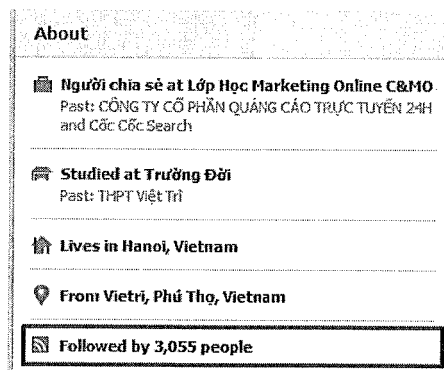 About
Người chia sẻ at Lớp Học Marketing Online C&MO
Past: CÔNG TY CỔ PHẦN QUẢNG CÁO TRỰC TUYẾN 24H
and Cốc Cốc Search
Studied at Trường Đời
Past: THPT Việt Trì
Lives in Hanoi, Vietnam
From Vietri, Phú Thọ, Vietnam
Followed by 3,055 people